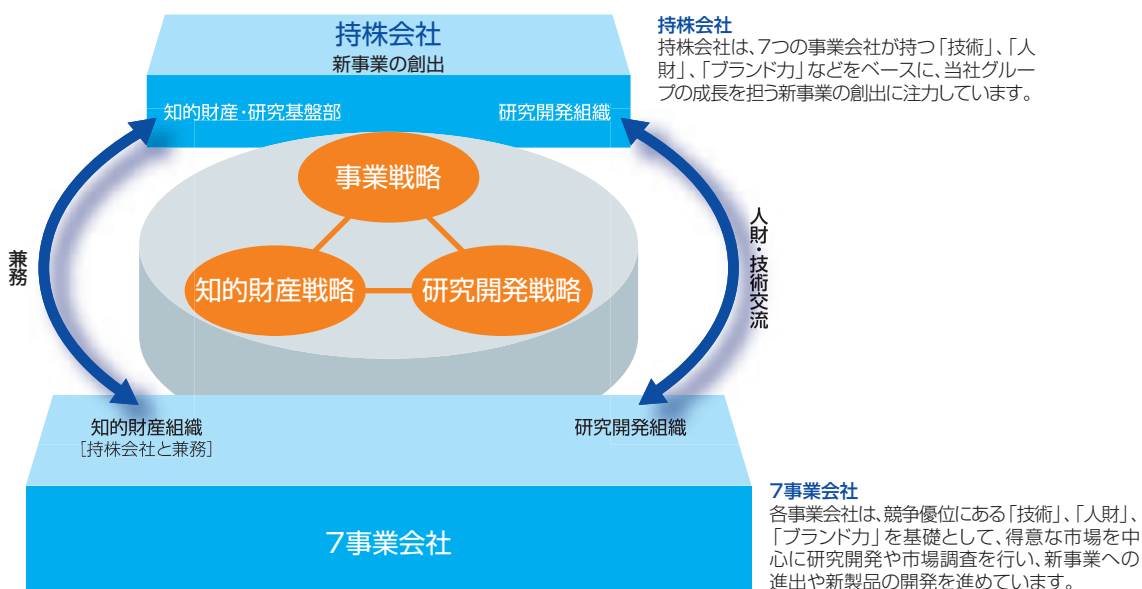 持株会社
新事業の創出
知的財産・研究基盤部
研究開発組織
持株会社
持株会社は、7つの事業会社が持つ「技術」、「人
財」、「ブランド力」などをベースに、当社グルー
プの成長を担う新事業の創出に注力しています。
事業戦略
知的財産戦略
研究開発戦略
兼務
人財・技術交流
知的財産組織
[持株会社と兼務]
研究開発組織
7事業会社
7事業会社
各事業会社は、競争優位にある「技術」、「人財」、
「ブランド力」を基礎として、得意な市場を中
心に研究開発や市場調査を行い、新事業への
進出や新製品の開発を進めています。